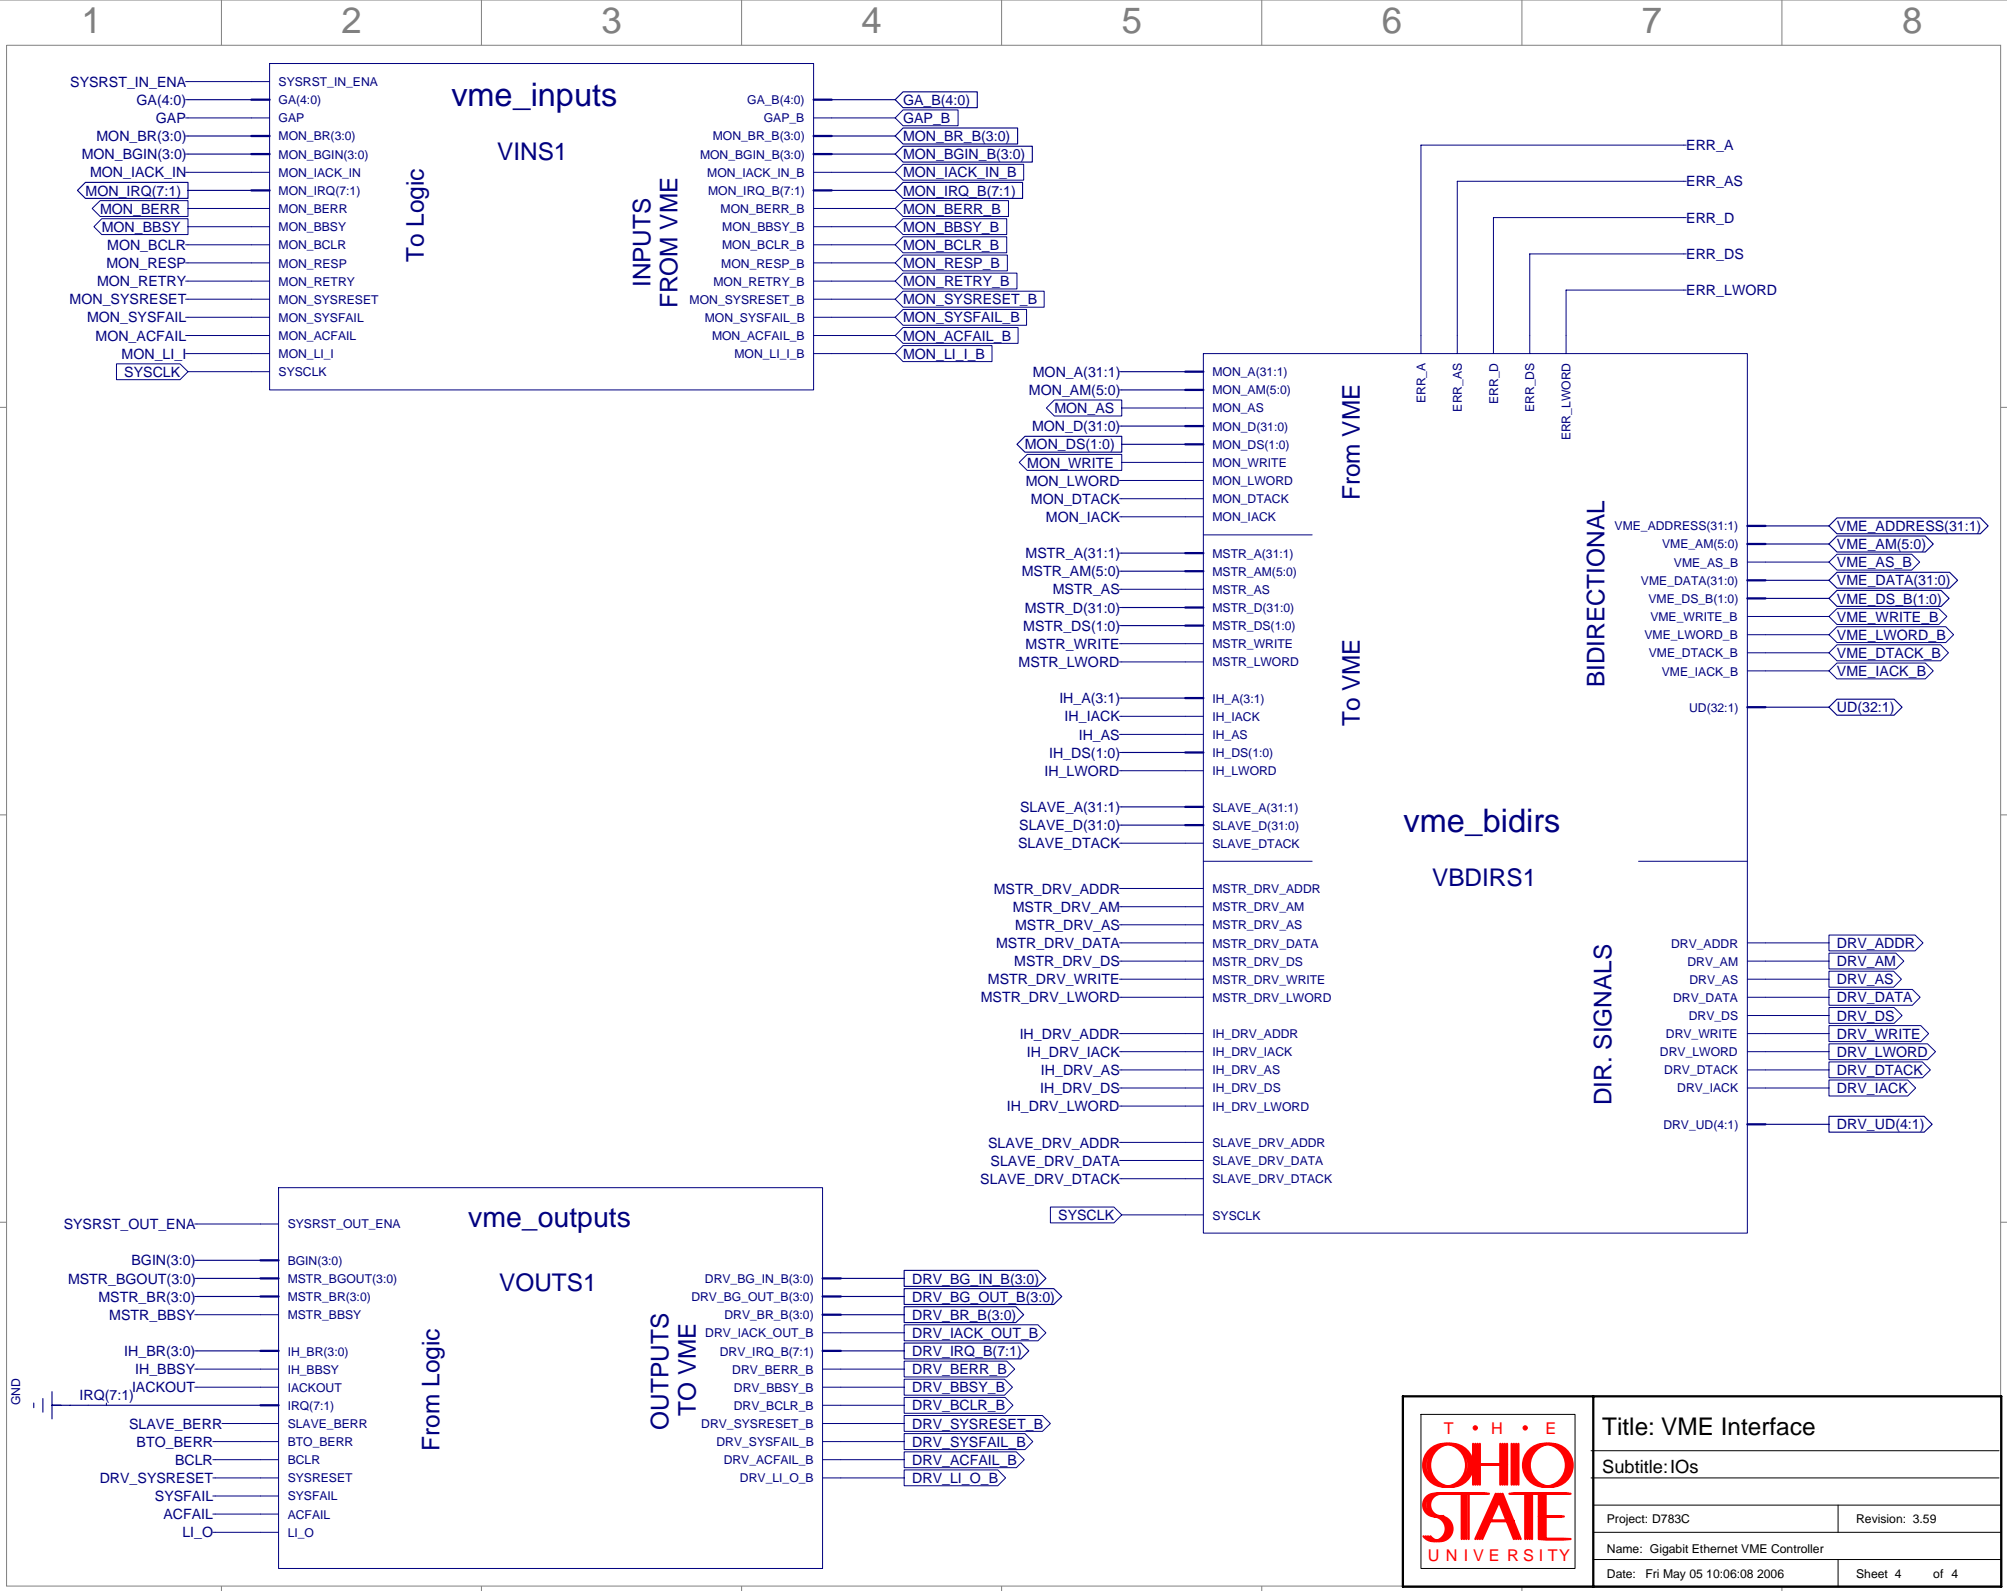 1 2 3 4 5 6 7 8
SYSRST_IN_ENA
GA(4:0)
GAP
MON_BR(3:0)
MON_BGIN(3:0)
MON_IACK_IN
MON_IRQ(7:1)
MON_BERR
MON_BBSY
MON_BCLR
MON_RESP
MON_RETRY
MON_SYSRESET
MON_SYSFAIL
MON_ACFAIL
MON_LI_I
SYSCLK
SYSRST_IN_ENA
GA(4:0)
GAP
MON_BR(3:0)
MON_BGIN(3:0)
MON_IACK_IN
MON_IRQ(7:1)
MON_BERR
MON_BBSY
MON_BCLR
MON_RESP
MON_RETRY
MON_SYSRESET
MON_SYSFAIL
MON_ACFAIL
MON_LI_I
SYSCLK
vme_inputs
VINS1
To Logic
INPUTS
FROM VME
GA_B(4:0)
GAP_B
MON_BR_B(3:0)
MON_BGIN_B(3:0)
MON_IACK_IN_B
MON_IRQ_B(7:1)
MON_BERR_B
MON_BBSY_B
MON_BCLR_B
MON_RESP_B
MON_RETRY_B
MON_SYSRESET_B
MON_SYSFAIL_B
MON_ACFAIL_B
MON_LI_I_B
GA_B(4:0)
GAP_B
MON_BR_B(3:0)
MON_BGIN_B(3:0)
MON_IACK_IN_B
MON_IRQ_B(7:1)
MON_BERR_B
MON_BBSY_B
MON_BCLR_B
MON_RESP_B
MON_RETRY_B
MON_SYSRESET_B
MON_SYSFAIL_B
MON_ACFAIL_B
MON_LI_I_B
ERR_A
ERR_AS
ERR_D
ERR_DS
ERR_LWORD
ERR_A
ERR_AS
ERR_D
ERR_DS
ERR_LWORD
MON_A(31:1)
MON_AM(5:0)
MON_AS
MON_D(31:0)
MON_DS(1:0)
MON_WRITE
MON_LWORD
MON_DTACK
MON_IACK
MSTR_A(31:1)
MSTR_AM(5:0)
MSTR_AS
MSTR_D(31:0)
MSTR_DS(1:0)
MSTR_WRITE
MSTR_LWORD
IH_A(3:1)
IH_IACK
IH_AS
IH_DS(1:0)
IH_LWORD
SLAVE_A(31:1)
SLAVE_D(31:0)
SLAVE_DTACK
MSTR_DRV_ADDR
MSTR_DRV_AM
MSTR_DRV_AS
MSTR_DRV_DATA
MSTR_DRV_DS
MSTR_DRV_WRITE
MSTR_DRV_LWORD
IH_DRV_ADDR
IH_DRV_IACK
IH_DRV_AS
IH_DRV_DS
IH_DRV_LWORD
SLAVE_DRV_ADDR
SLAVE_DRV_DATA
SLAVE_DRV_DTACK
SYSCLK
MON_A(31:1)
MON_AM(5:0)
MON_AS
MON_D(31:0)
MON_DS(1:0)
MON_WRITE
MON_LWORD
MON_DTACK
MON_IACK
MSTR_A(31:1)
MSTR_AM(5:0)
MSTR_AS
MSTR_D(31:0)
MSTR_DS(1:0)
MSTR_WRITE
MSTR_LWORD
IH_A(3:1)
IH_IACK
IH_AS
IH_DS(1:0)
IH_LWORD
SLAVE_A(31:1)
SLAVE_D(31:0)
SLAVE_DTACK
MSTR_DRV_ADDR
MSTR_DRV_AM
MSTR_DRV_AS
MSTR_DRV_DATA
MSTR_DRV_DS
MSTR_DRV_WRITE
MSTR_DRV_LWORD
IH_DRV_ADDR
IH_DRV_IACK
IH_DRV_AS
IH_DRV_DS
IH_DRV_LWORD
SLAVE_DRV_ADDR
SLAVE_DRV_DATA
SLAVE_DRV_DTACK
SYSCLK
From VME
To VME
vme_bidirs
VBDIRS1
BIDIRECTIONAL
DIR. SIGNALS
VME_ADDRESS(31:1)
VME_AM(5:0)
VME_AS_B
VME_DATA(31:0)
VME_DS_B(1:0)
VME_WRITE_B
VME_LWORD_B
VME_DTACK_B
VME_IACK_B
UD(32:1)
DRV_ADDR
DRV_AM
DRV_AS
DRV_DATA
DRV_DS
DRV_WRITE
DRV_LWORD
DRV_DTACK
DRV_IACK
DRV_UD(4:1)
VME_ADDRESS(31:1)
VME_AM(5:0)
VME_AS_B
VME_DATA(31:0)
VME_DS_B(1:0)
VME_WRITE_B
VME_LWORD_B
VME_DTACK_B
VME_IACK_B
UD(32:1)
DRV_ADDR
DRV_AM
DRV_AS
DRV_DATA
DRV_DS
DRV_WRITE
DRV_LWORD
DRV_DTACK
DRV_IACK
DRV_UD(4:1)
SYSRST_OUT_ENA
BGIN(3:0)
MSTR_BGOUT(3:0)
MSTR_BR(3:0)
MSTR_BBSY
IH_BR(3:0)
IH_BBSY
IACKOUT
GND
IRQ(7:1)
SLAVE_BERR
BTO_BERR
BCLR
DRV_SYSRESET
SYSFAIL
ACFAIL
LI_O
SYSRST_OUT_ENA
BGIN(3:0)
MSTR_BGOUT(3:0)
MSTR_BR(3:0)
MSTR_BBSY
IH_BR(3:0)
IH_BBSY
IACKOUT
IRQ(7:1)
SLAVE_BERR
BTO_BERR
BCLR
SYSRESET
SYSFAIL
ACFAIL
LI_O
vme_outputs
VOUTS1
From Logic
OUTPUTS
TO VME
DRV_BG_IN_B(3:0)
DRV_BG_OUT_B(3:0)
DRV_BR_B(3:0)
DRV_IACK_OUT_B
DRV_IRQ_B(7:1)
DRV_BERR_B
DRV_BBSY_B
DRV_BCLR_B
DRV_SYSRESET_B
DRV_SYSFAIL_B
DRV_ACFAIL_B
DRV_LI_O_B
DRV_BG_IN_B(3:0)
DRV_BG_OUT_B(3:0)
DRV_BR_B(3:0)
DRV_IACK_OUT_B
DRV_IRQ_B(7:1)
DRV_BERR_B
DRV_BBSY_B
DRV_BCLR_B
DRV_SYSRESET_B
DRV_SYSFAIL_B
DRV_ACFAIL_B
DRV_LI_O_B
T • H • E
OHIO
STATE
UNIVERSITY
Title: VME Interface
Subtitle: IOs
Project: D783C
Revision: 3.59
Name: Gigabit Ethernet VME Controller
Date: Fri May 05 10:06:08 2006
Sheet 4 of 4